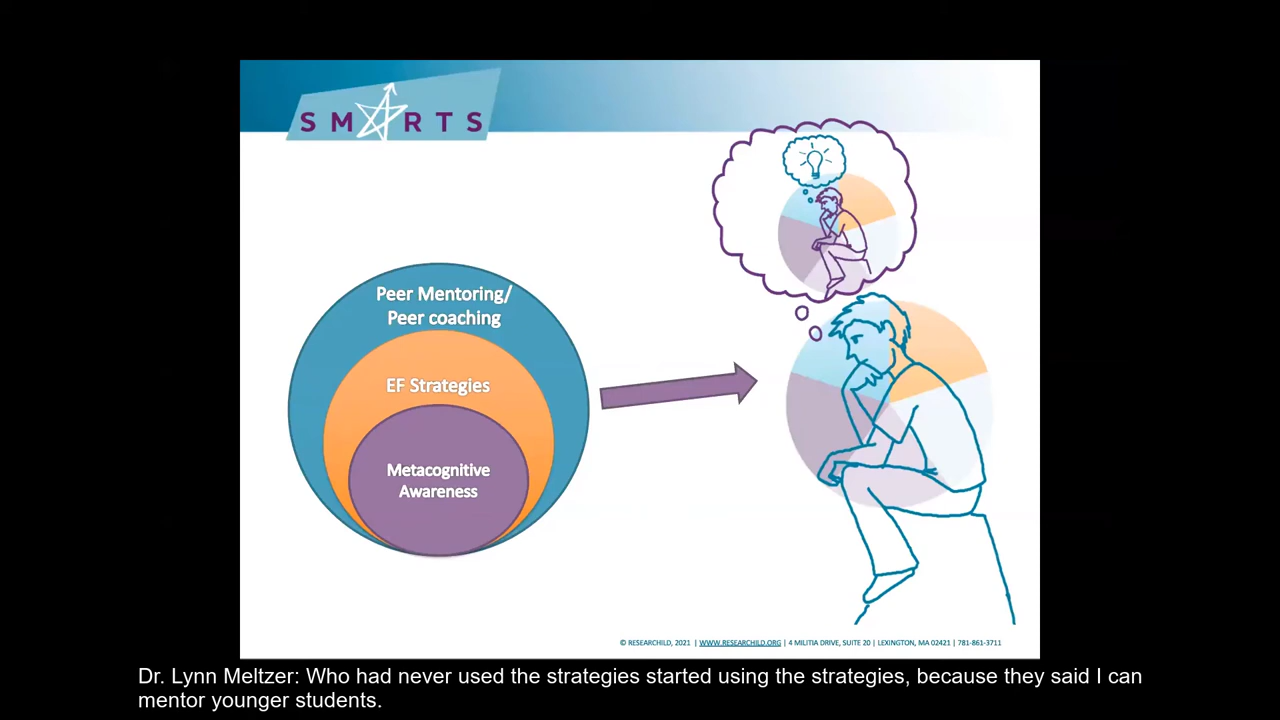 SMARTS
Peer Mentoring/
Peer coaching
EF Strategies
Metacognitive
Awareness
© RESEARCHILD, 2021 | WWW.RESEARCHILD.ORG | 4 MILITIA DRIVE, SUITE 20 | LEXINGTON, MA 02421 | 781-861-3711
Dr. Lynn Meltzer: Who had never used the strategies started using the strategies, because they said I can
mentor younger students.